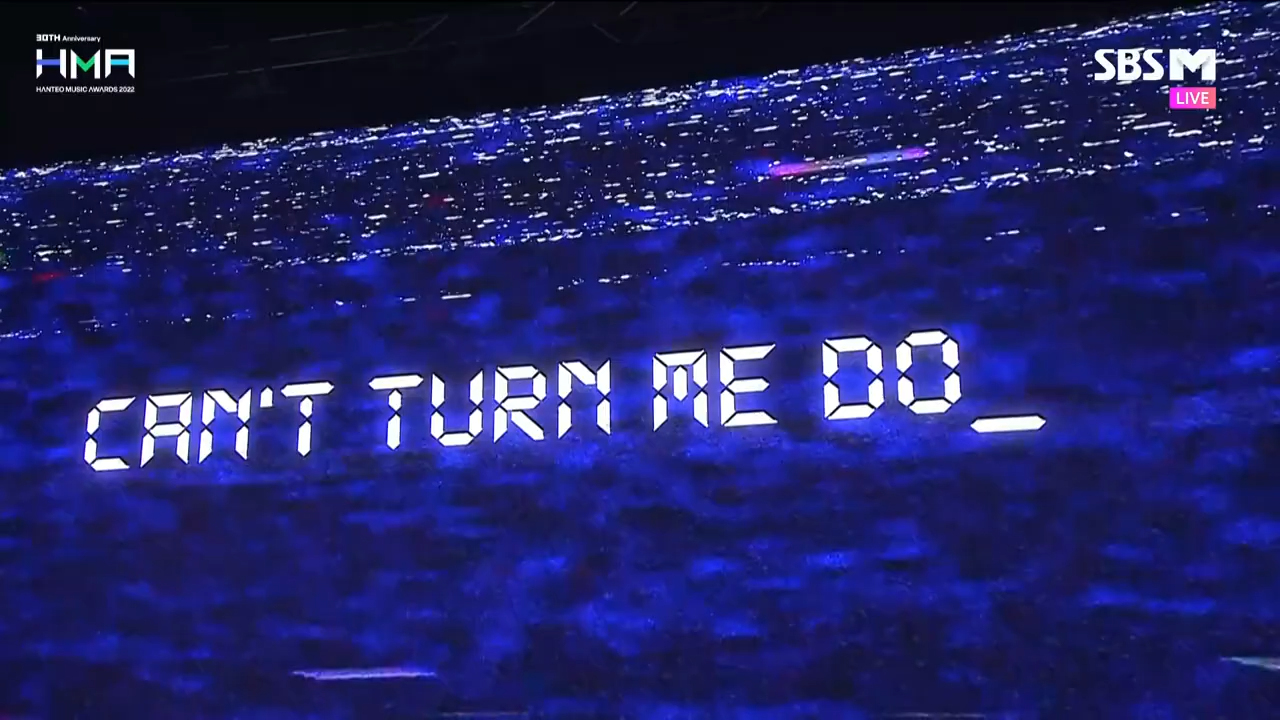 30TH Anniversary
HMA
HANTEO MUSIC AWARDS 2022
SBS M
LIVE
CAN'T TURN ME DO_